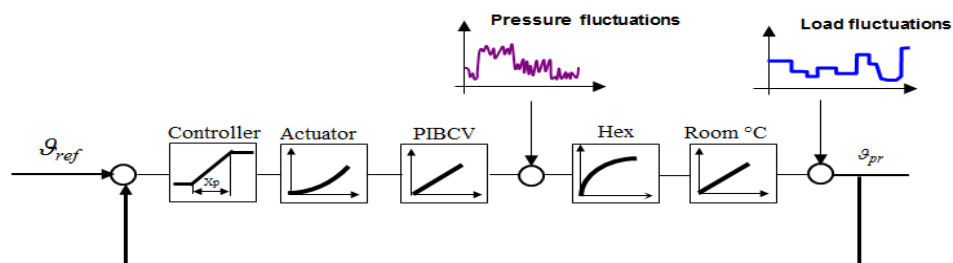 Pressure fluctuations
Load fluctuations
Controller
Actuator
PIBCV
Hex
Room °C
ϑref
ϑpr
Xp